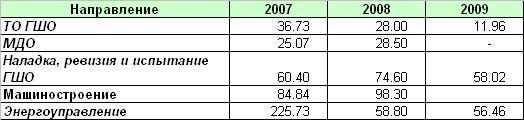 Направление 2007 2008 2009
ТО ГШО 36.73 28.00 11.96
МДО 25.07 28.50 -
Наладка, ревизия и испытание
ГШО 60.40 74.60 58.02
Машиностроение 84.84 98.30
Энергоуправление 225.73 58.80 56.46